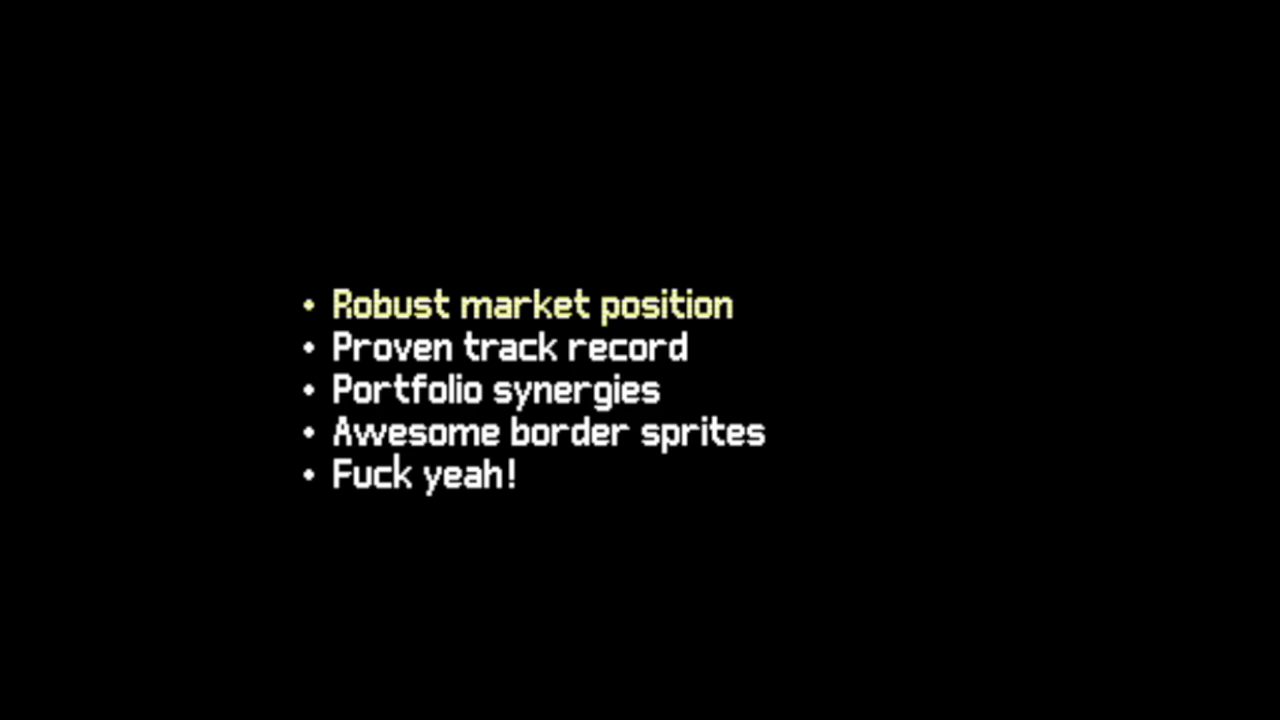 • Robust market position
• Proven track record
• Portfolio synergies
• Awesome border sprites
• Fuck yeah!